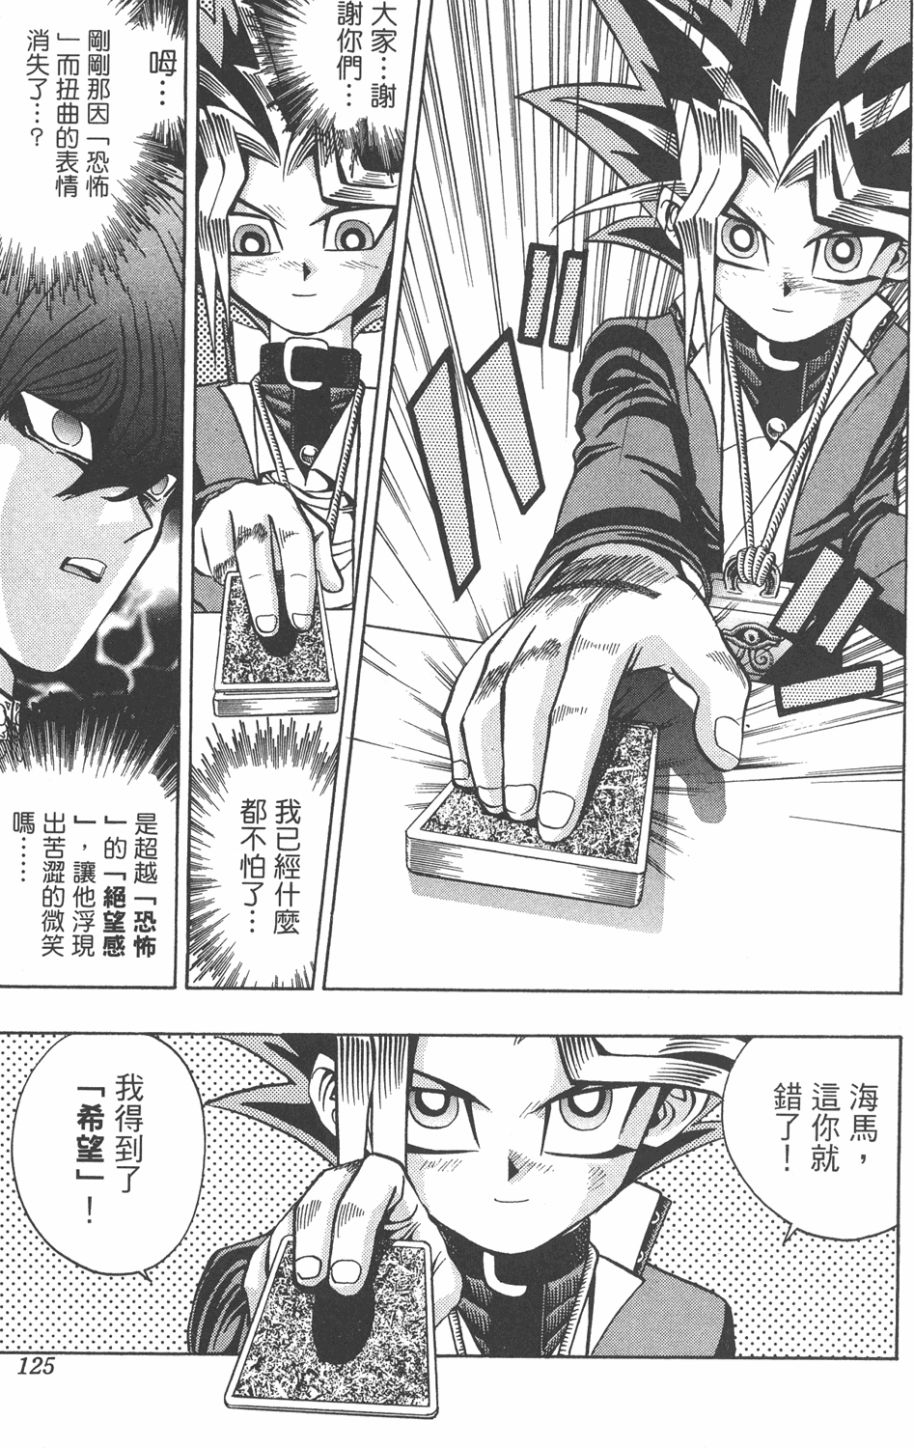 大家…謝
謝你們…
我已經什麼
都不怕了…
呣…
剛剛那因「恐怖
」而扭曲的表情
消失了…？
是超越「恐怖
」的「絕望感
」，讓他浮現
出苦澀的微笑
嗎……
海馬，
這你就
錯了！
我得到了
「希望」！
125